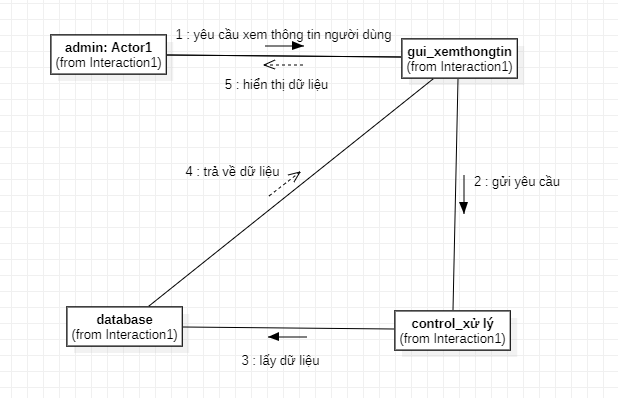 1 : yêu cầu xem thông tin người dùng
admin: Actor1
(from Interaction1)
gui_xemthongtin
(from Interaction1)
5 : hiển thị dữ liệu
4 : trả về dữ liệu
2 : gửi yêu cầu
database
(from Interaction1)
control_xử lý
(from Interaction1)
3 : lấy dữ liệu